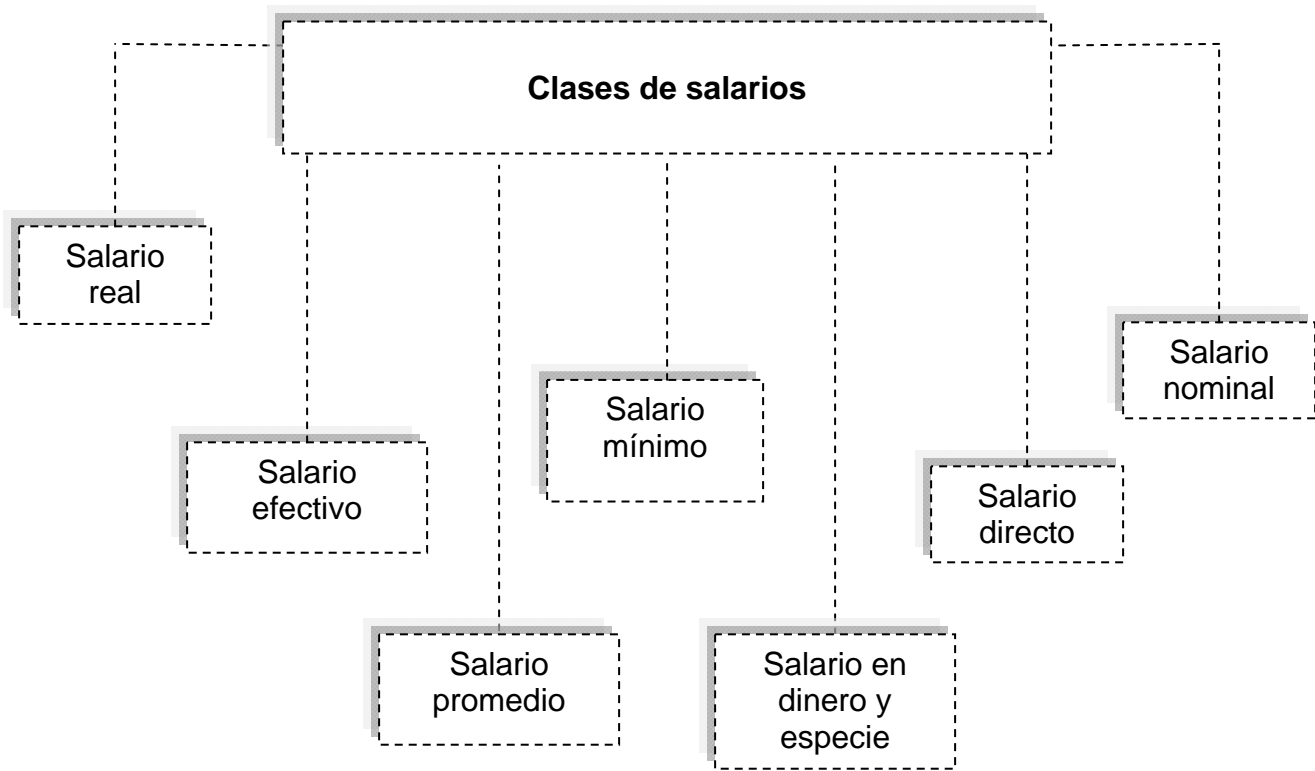 Clases de salarios
Salario
real
Salario
nominal
Salario
mínimo
Salario
efectivo
Salario
directo
Salario
promedio
Salario en
dinero y
especie